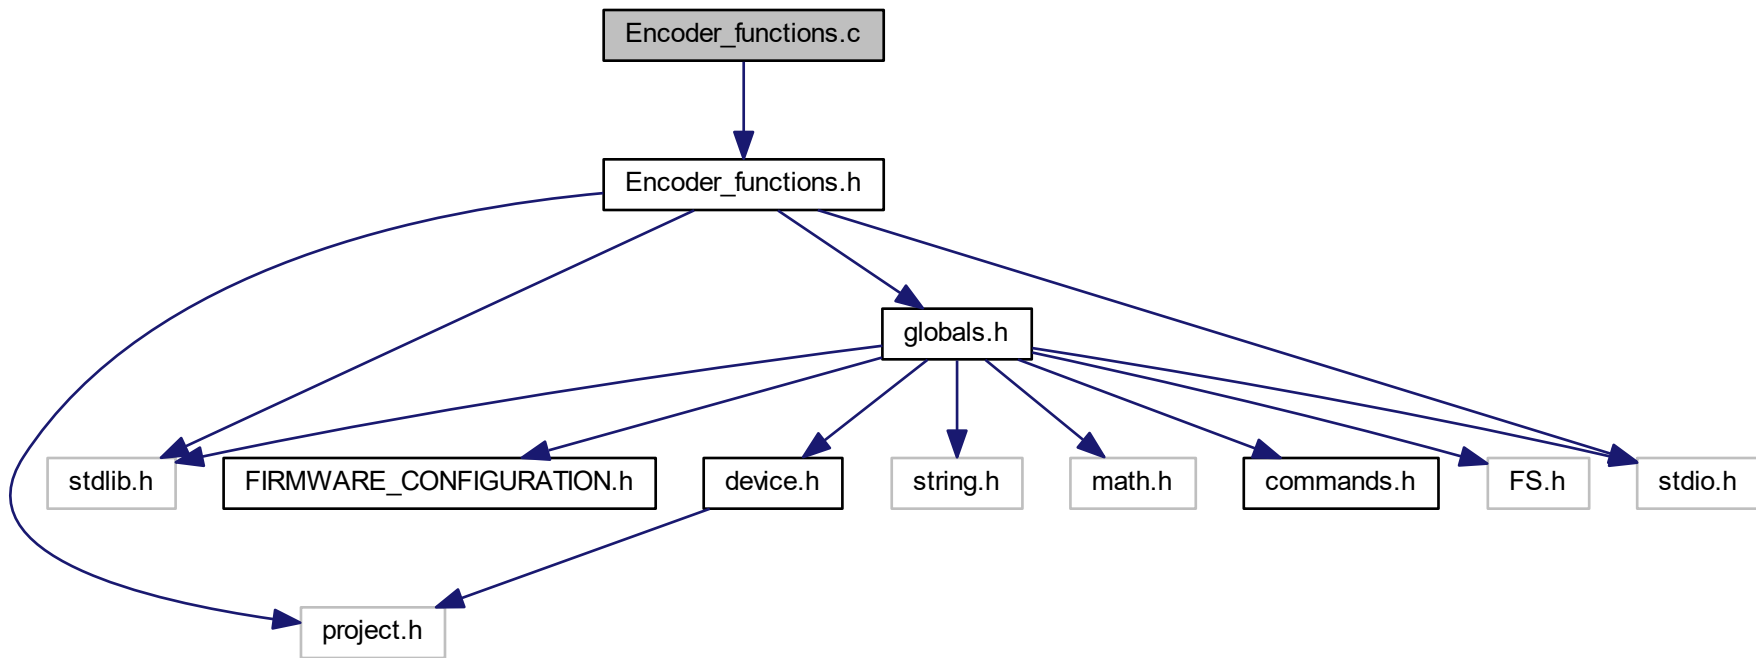 Encoder_functions.c
Encoder_functions.h
globals.h
stdlib.h
FIRMWARE_CONFIGURATION.h
device.h
string.h
math.h
commands.h
FS.h
stdio.h
project.h